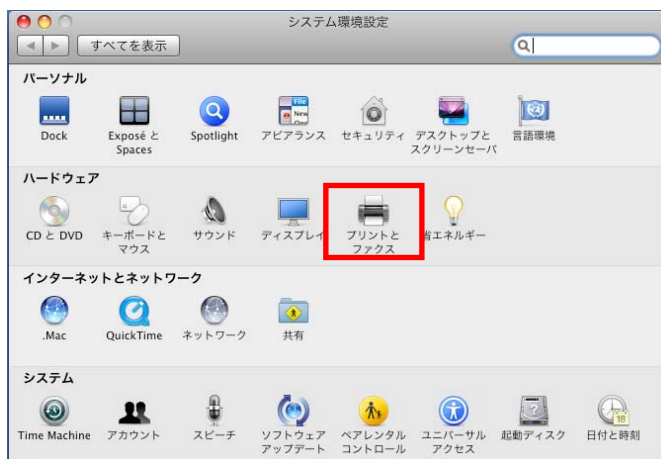 システム環境設定
すべてを表示
パーソナル
Dock
Exposé と
Spaces
Spotlight
アピアランス
セキュリティ
デスクトップと
スクリーンセーバ
言語環境
ハードウェア
CD と DVD
キーボードと
マウス
サウンド
ディスプレイ
プリントと
ファクス
省エネルギー
インターネットとネットワーク
.Mac
QuickTime
ネットワーク
共有
システム
Time Machine
アカウント
スピーチ
ソフトウェア
アップデート
ペアレンタル
コントロール
ユニバーサル
アクセス
起動ディスク
日付と時刻